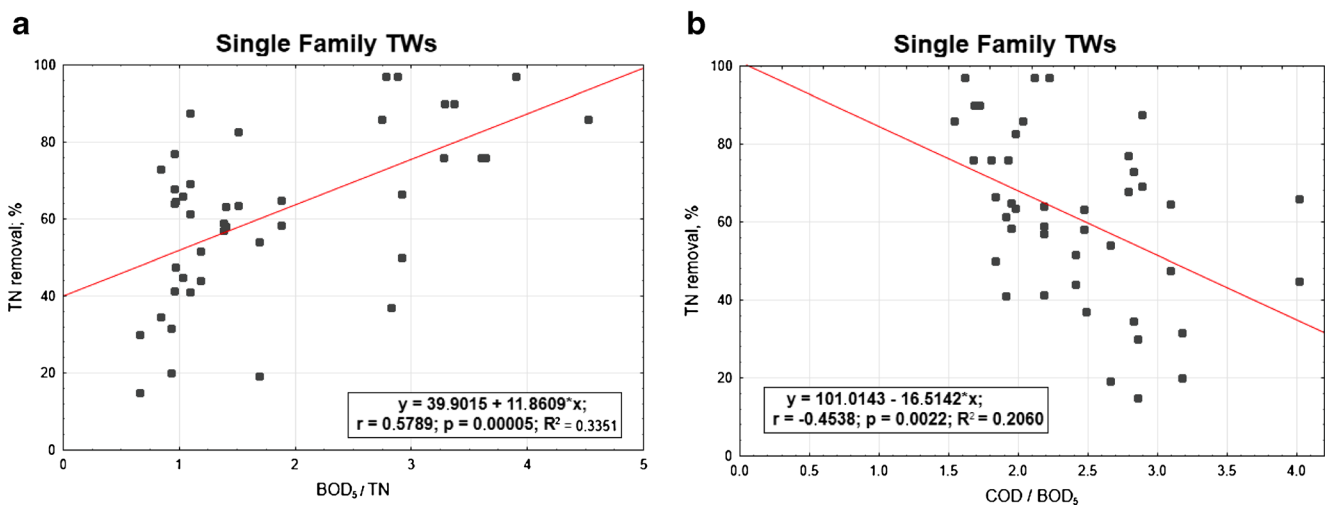 a
Single Family TWs
TN removal; %
100
80
60
40
20
0
0 1 2 3 4 5
BOD₅ / TN
y = 39.9015 + 11.8609*x;
r = 0.5789; p = 0.00005; R² = 0.3351
b
Single Family TWs
TN removal, %
100
80
60
40
20
0
0.0 0.5 1.0 1.5 2.0 2.5 3.0 3.5 4.0
COD / BOD₅
y = 101.0143 - 16.5142*x;
r = -0.4538; p = 0.0022; R² = 0.2060